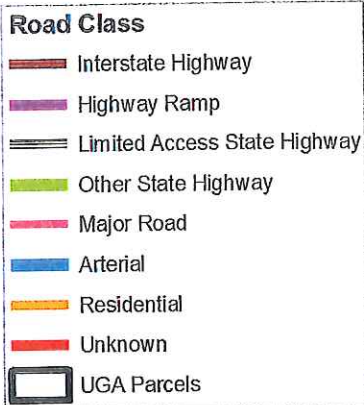 Road Class
Interstate Highway
Highway Ramp
Limited Access State Highway
Other State Highway
Major Road
Arterial
Residential
Unknown
UGA Parcels